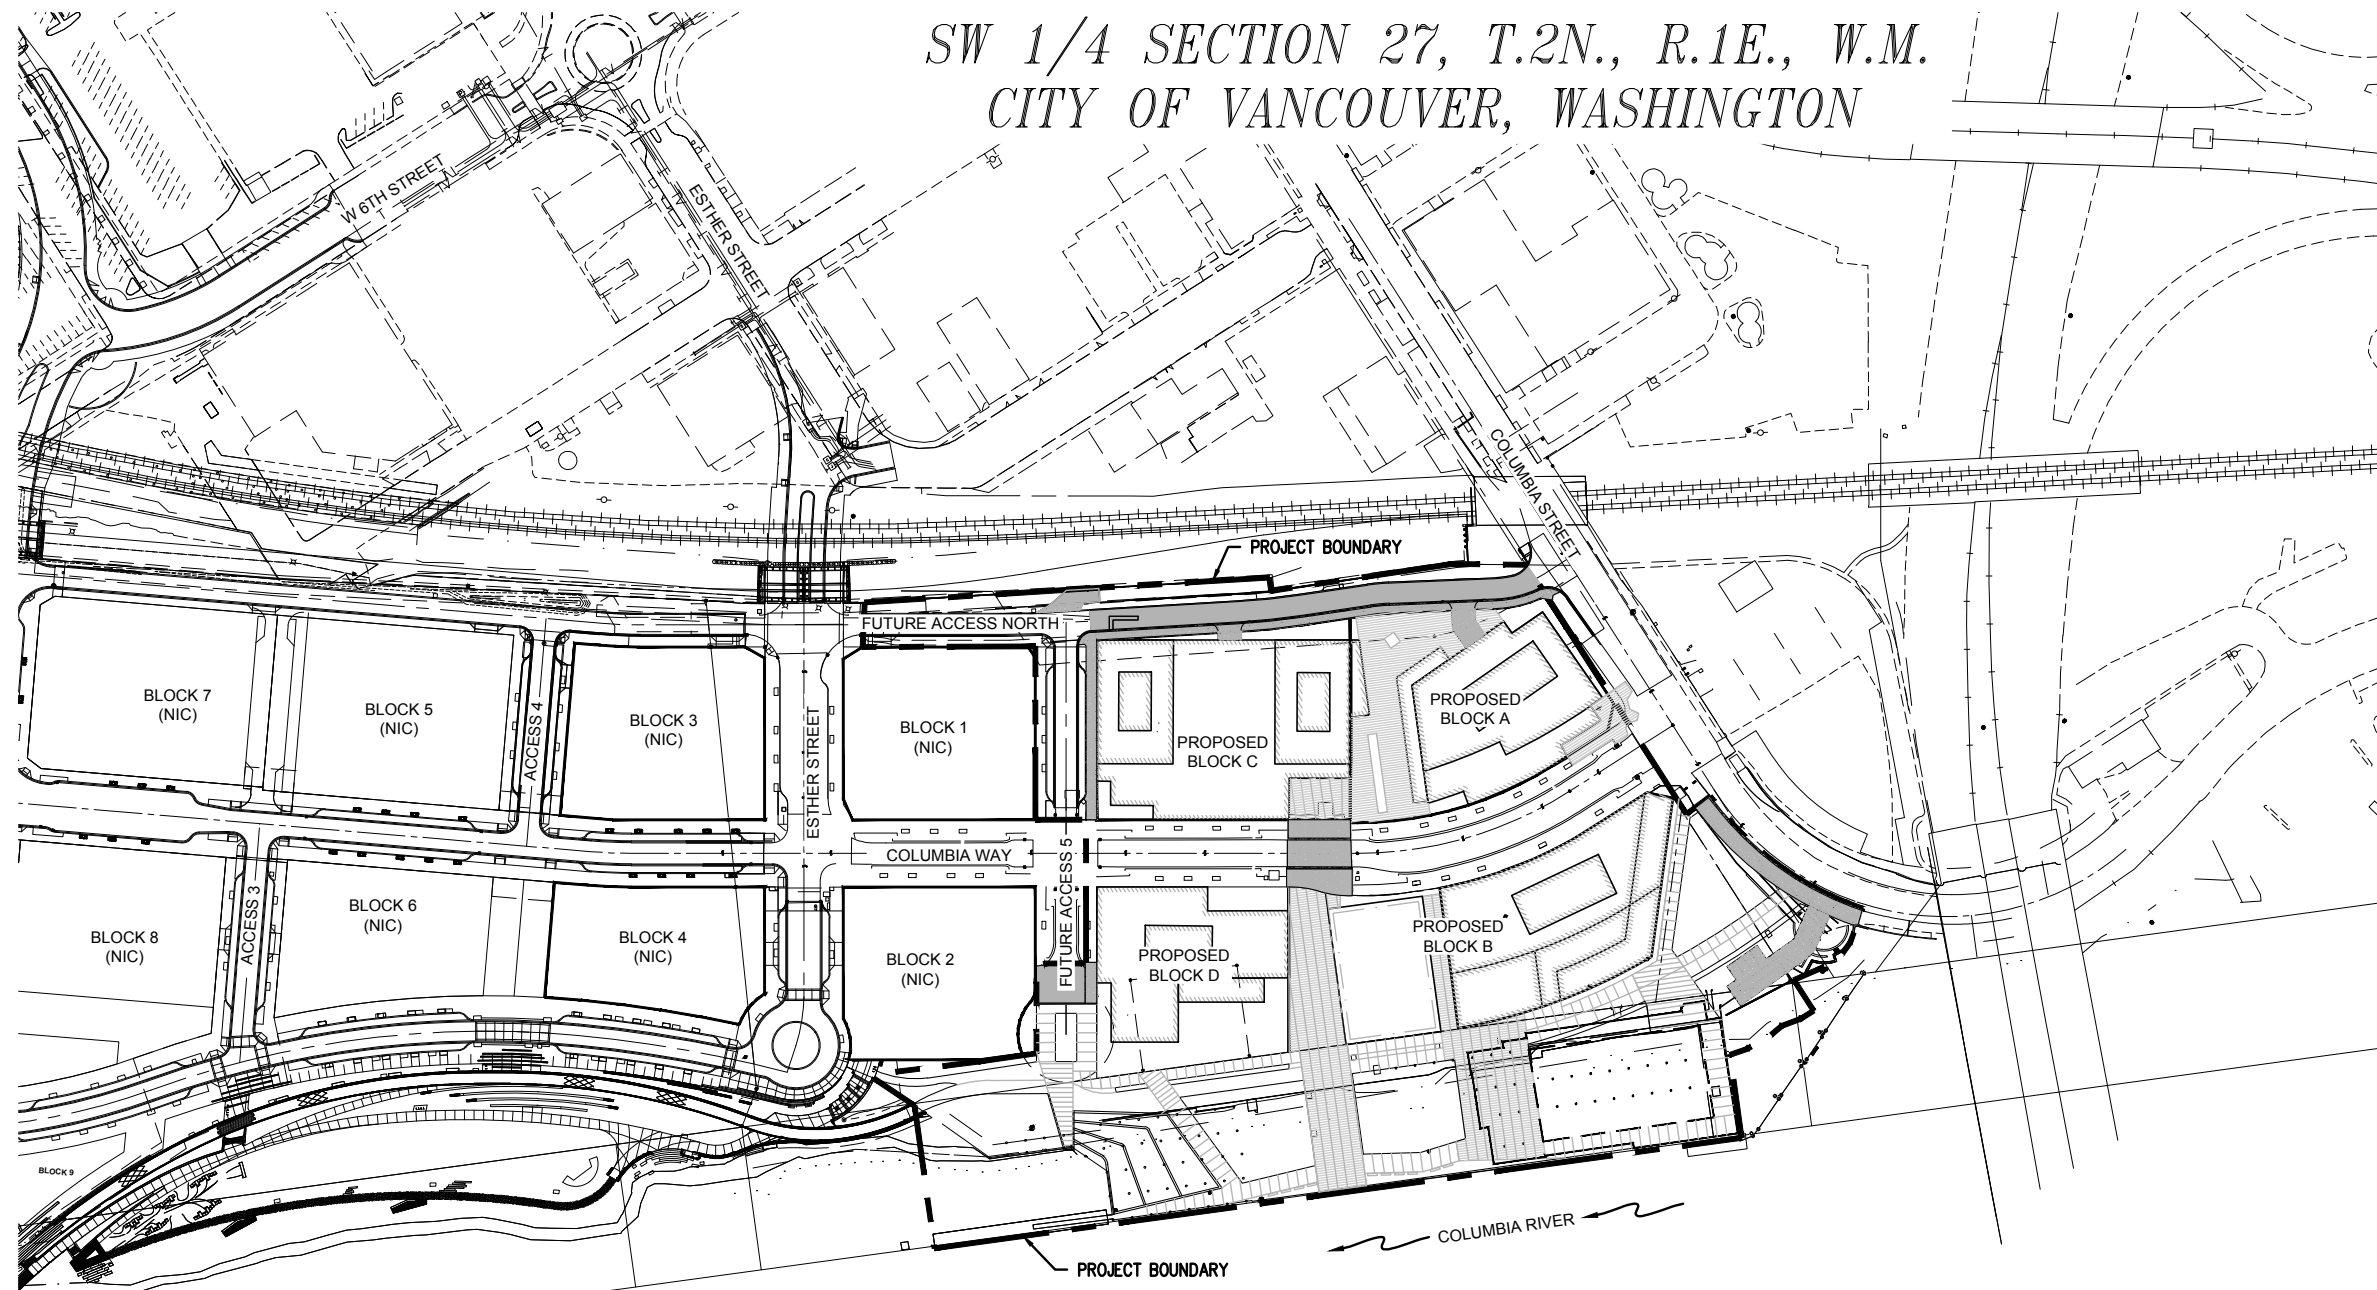 SW 1/4 SECTION 27, T.2N., R.1E., W.M.
CITY OF VANCOUVER, WASHINGTON
W 6TH STREET
ESTHER STREET
COLUMBIA STREET
PROJECT BOUNDARY
FUTURE ACCESS NORTH
BLOCK 7
(NIC)
BLOCK 5
(NIC)
ACCESS 4
BLOCK 3
(NIC)
ESTHER STREET
BLOCK 1
(NIC)
PROPOSED
BLOCK C
PROPOSED
BLOCK A
COLUMBIA WAY
FUTURE ACCESS 5
BLOCK 8
(NIC)
ACCESS 3
BLOCK 6
(NIC)
BLOCK 4
(NIC)
BLOCK 2
(NIC)
PROPOSED
BLOCK D
PROPOSED
BLOCK B
BLOCK 9
COLUMBIA RIVER
PROJECT BOUNDARY